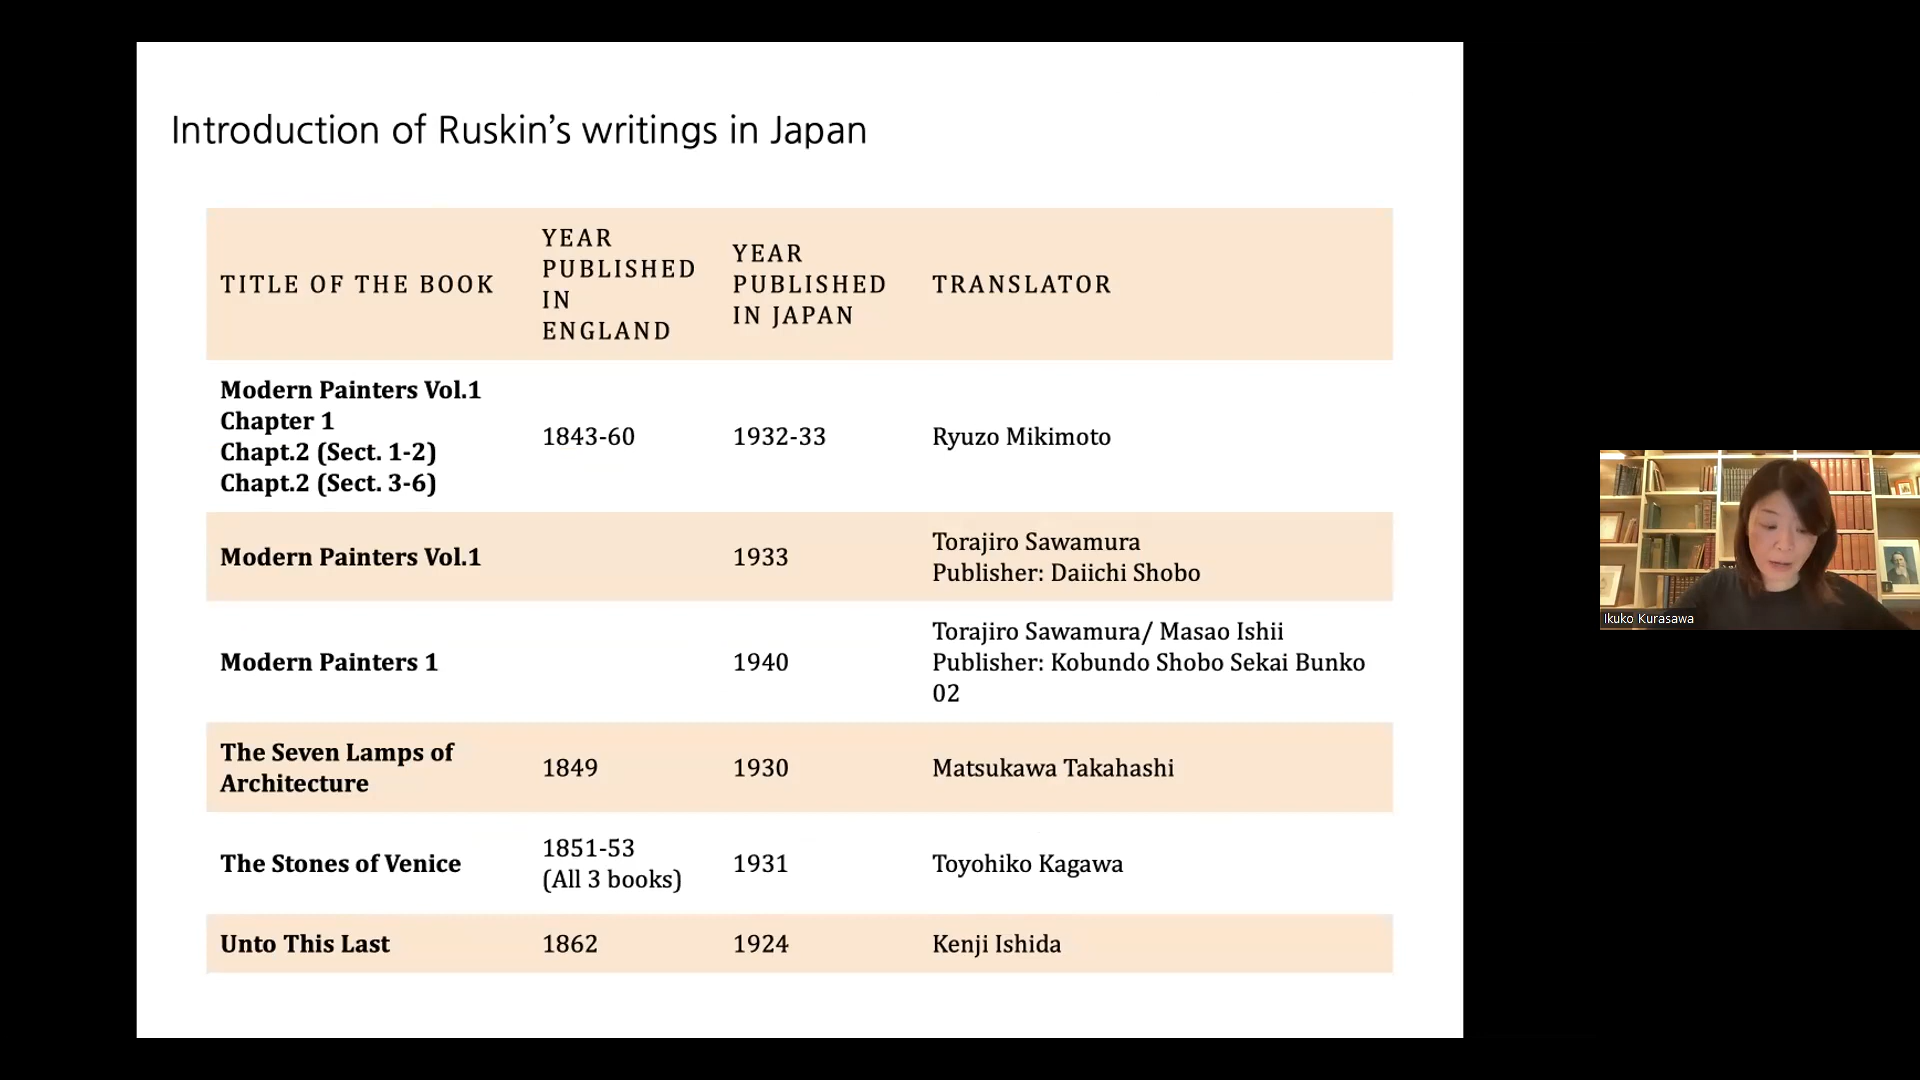 Introduction of Ruskin’s writings in Japan
TITLE OF THE BOOK
YEAR
PUBLISHED
IN
ENGLAND
YEAR
PUBLISHED
IN JAPAN
TRANSLATOR
Modern Painters Vol.1
Chapter 1
Chapt.2 (Sect. 1-2)
Chapt.2 (Sect. 3-6)
1843-60
1932-33
Ryuzo Mikimoto
Modern Painters Vol.1
1933
Torajiro Sawamura
Publisher: Daiichi Shobo
Modern Painters 1
1940
Torajiro Sawamura/ Masao Ishii
Publisher: Kobundo Shobo Sekai Bunko
02
The Seven Lamps of
Architecture
1849
1930
Matsukawa Takahashi
The Stones of Venice
1851-53
(All 3 books)
1931
Toyohiko Kagawa
Unto This Last
1862
1924
Kenji Ishida
Ikuko Kurasawa